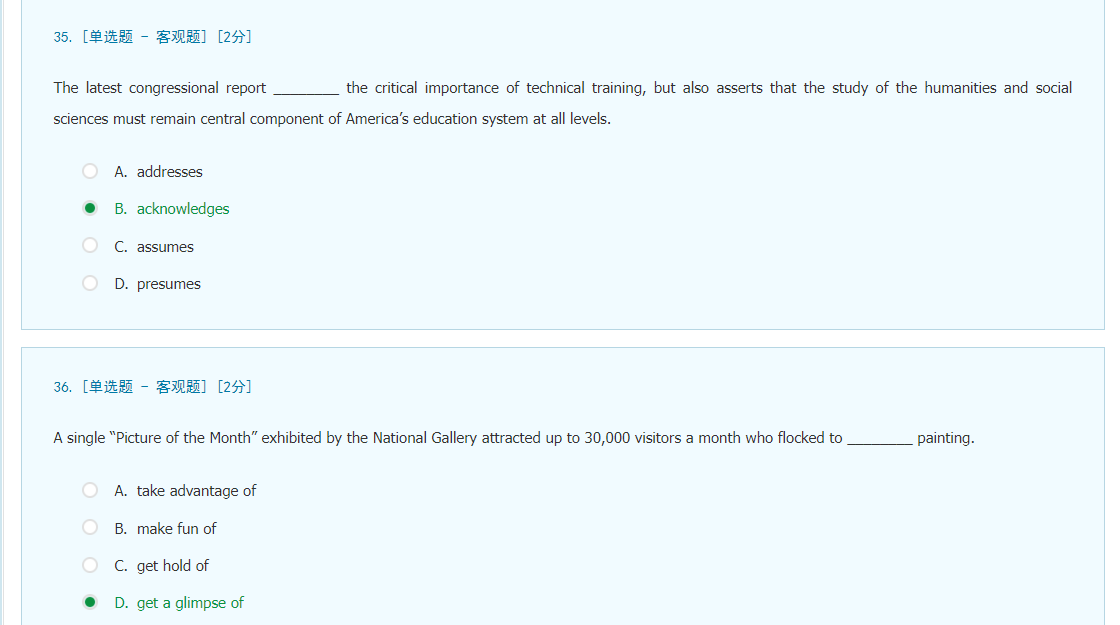 35. [单选题 - 客观题] [2分]
The latest congressional report ________ the critical importance of technical training, but also asserts that the study of the humanities and social
sciences must remain central component of America’s education system at all levels.
A. addresses
B. acknowledges
C. assumes
D. presumes
36. [单选题 - 客观题] [2分]
A single “Picture of the Month” exhibited by the National Gallery attracted up to 30,000 visitors a month who flocked to ________ painting.
A. take advantage of
B. make fun of
C. get hold of
D. get a glimpse of